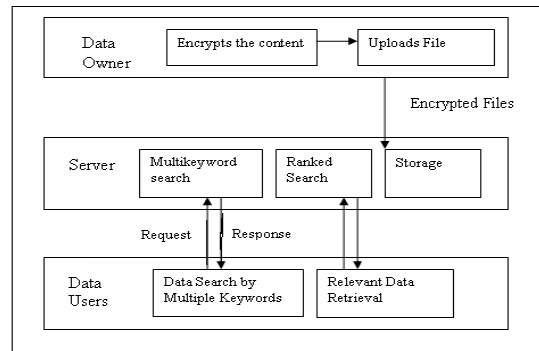 Data
Owner
Encrypts the content
Uploads File
Encrypted Files
Server
Multikeyword
search
Ranked
Search
Storage
Request
Response
Data
Users
Data Search by
Multiple Keywords
Relevant Data
Retrieval